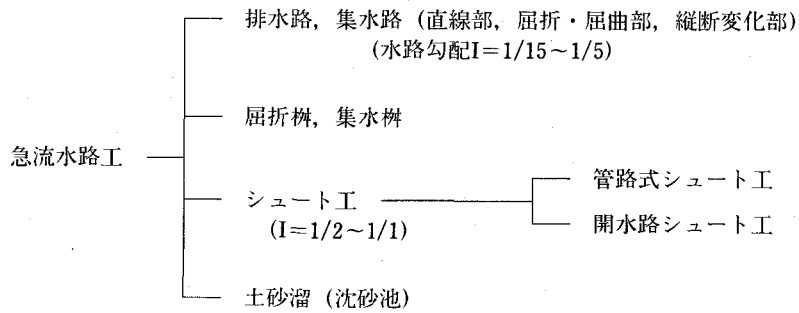 排水路，集水路（直線部，屈折・屈曲部，縦断変化部）
（水路勾配I＝1/15～1/5）
屈折桝，集水桝
急流水路工
シュート工
（I＝1/2～1/1）
管路式シュート工
開水路シュート工
土砂溜（沈砂池）